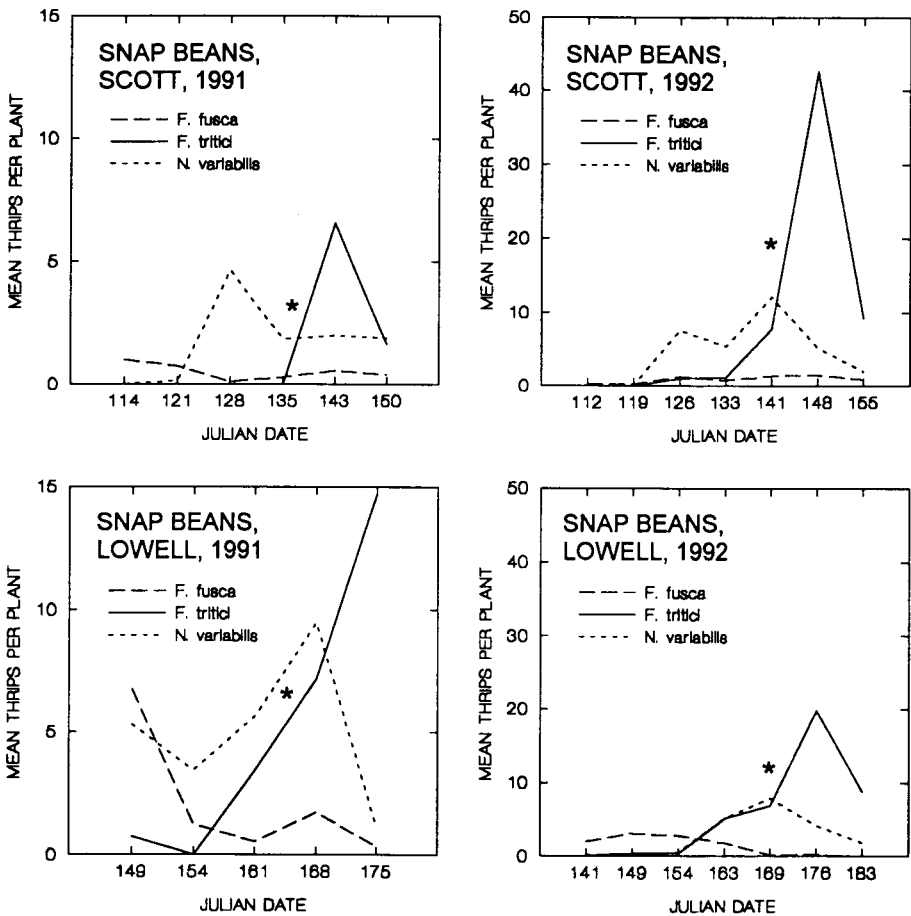 SNAP BEANS,
SCOTT, 1991
F. fusca
F. tritici
N. variabilis
MEAN THRIPS PER PLANT
15
10
5
0
*
114 121 128 135 143 150
JULIAN DATE
SNAP BEANS,
SCOTT, 1992
F. fusca
F. tritici
N. variabilis
MEAN THRIPS PER PLANT
50
40
30
20
10
0
*
112 119 126 133 141 148 155
JULIAN DATE
SNAP BEANS,
LOWELL, 1991
F. fusca
F. tritici
N. variabilis
MEAN THRIPS PER PLANT
15
10
5
0
*
149 154 161 168 175
JULIAN DATE
SNAP BEANS,
LOWELL, 1992
F. fusca
F. tritici
N. variabilis
MEAN THRIPS PER PLANT
50
40
30
20
10
0
*
141 149 154 163 169 176 183
JULIAN DATE